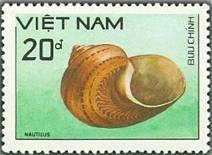 VIỆT NAM
20đ
BƯU CHÍNH
NAUTILUS